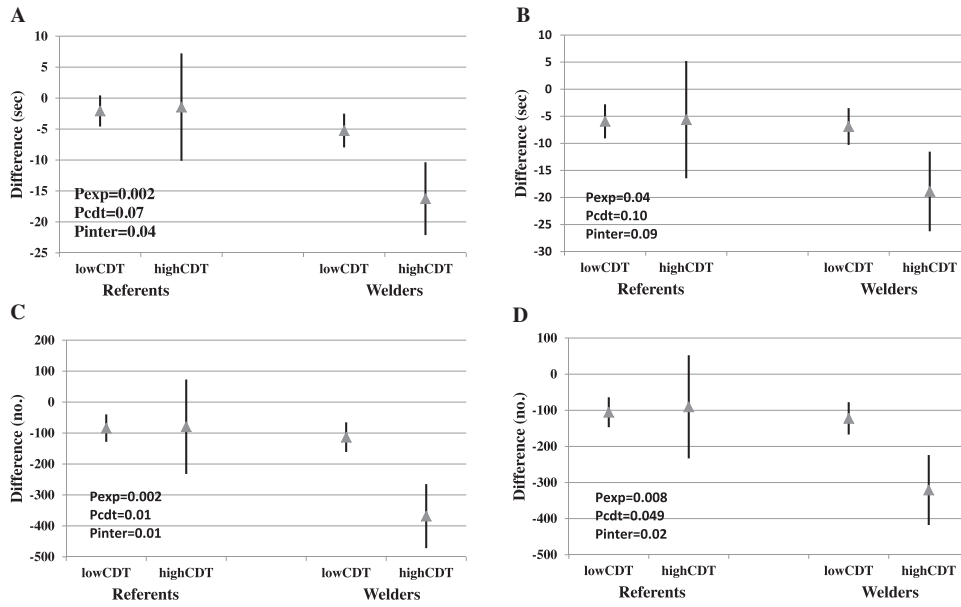 A
Difference (sec)
10
5
0
-5
-10
-15
-20
-25
Pexp=0.002
Pcdt=0.07
Pinter=0.04
lowCDT highCDT lowCDT highCDT
Referents Welders
B
Difference (sec)
10
5
0
-5
-10
-15
-20
-25
-30
Pexp=0.04
Pcdt=0.10
Pinter=0.09
lowCDT highCDT lowCDT highCDT
Referents Welders
C
Difference (no.)
200
100
0
-100
-200
-300
-400
-500
Pexp=0.002
Pcdt=0.01
Pinter=0.01
lowCDT highCDT lowCDT highCDT
Referents Welders
D
Difference (no.)
100
0
-100
-200
-300
-400
-500
Pexp=0.008
Pcdt=0.049
Pinter=0.02
lowCDT highCDT lowCDT highCDT
Referents Welders